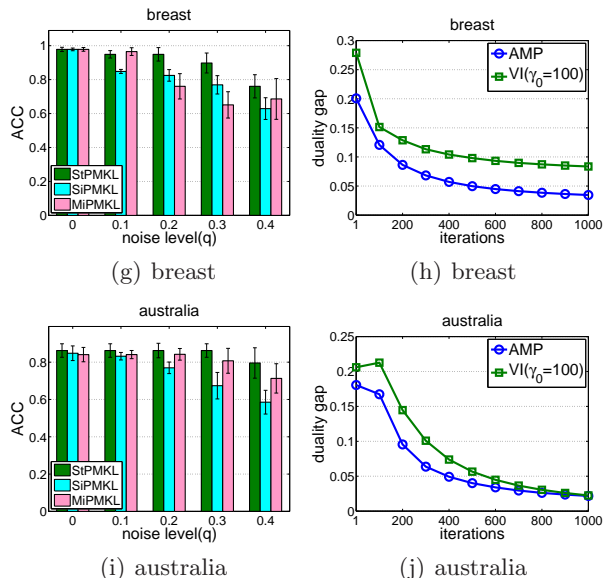 breast
ACC
1
0.8
0.6
0.4
0.2
0
StPMKL
SiPMKL
MiPMKL
0 0.1 0.2 0.3 0.4
noise level(q)
(g) breast
breast
duality gap
0.3
0.25
0.2
0.15
0.1
0.05
0
AMP
VI(γ0=100)
1 200 400 600 800 1000
iterations
(h) breast
australia
ACC
0.8
0.6
0.4
0.2
0
StPMKL
SiPMKL
MiPMKL
0 0.1 0.2 0.3 0.4
noise level(q)
(i) australia
australia
duality gap
0.25
0.2
0.15
0.1
0.05
0
AMP
VI(γ0=100)
1 200 400 600 800 1000
iterations
(j) australia